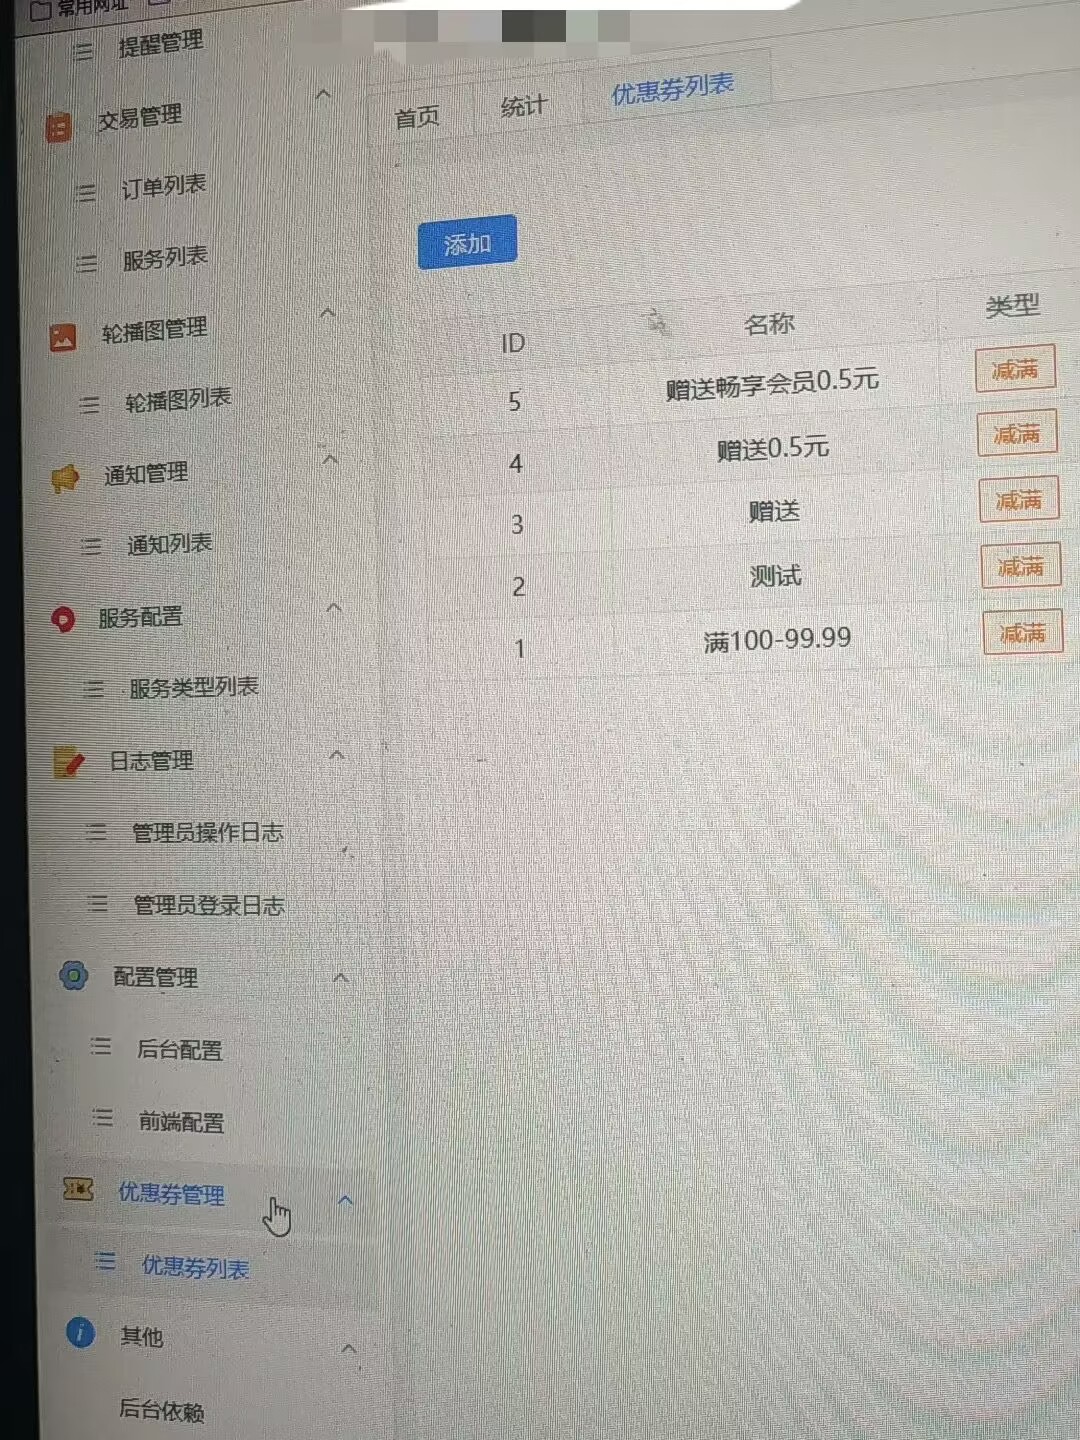 常用网址
提醒管理
交易管理
订单列表
服务列表
轮播图管理
轮播图列表
通知管理
通知列表
服务配置
服务类型列表
日志管理
管理员操作日志
管理员登录日志
配置管理
后台配置
前端配置
优惠券管理
优惠券列表
其他
后台依赖
首页 统计 优惠券列表
添加
ID 名称 类型
5 赠送畅享会员0.5元 减满
4 赠送0.5元 减满
3 赠送 减满
2 测试 减满
1 满100-99.99 减满